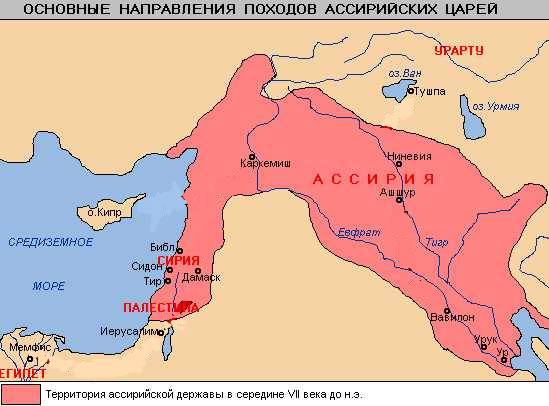 ОСНОВНЫЕ НАПРАВЛЕНИЯ ПОХОДОВ АССИРИЙСКИХ ЦАРЕЙ
УРАРТУ
оз.Ван
Тушпа
оз.Урмия
Каркемиш
Ниневия
АССИРИЯ
Ашшур
о.Кипр
Евфрат
Тигр
СРЕДИЗЕМНОЕ
МОРЕ
Библ
СИРИЯ
Сидон
Дамаск
Тир
ПАЛЕСТИНА
Иерусалим
Вавилон
Мемфис
Урук
Ур
ЕГИПЕТ
Территория ассирийской державы в середине VII века до н.э.